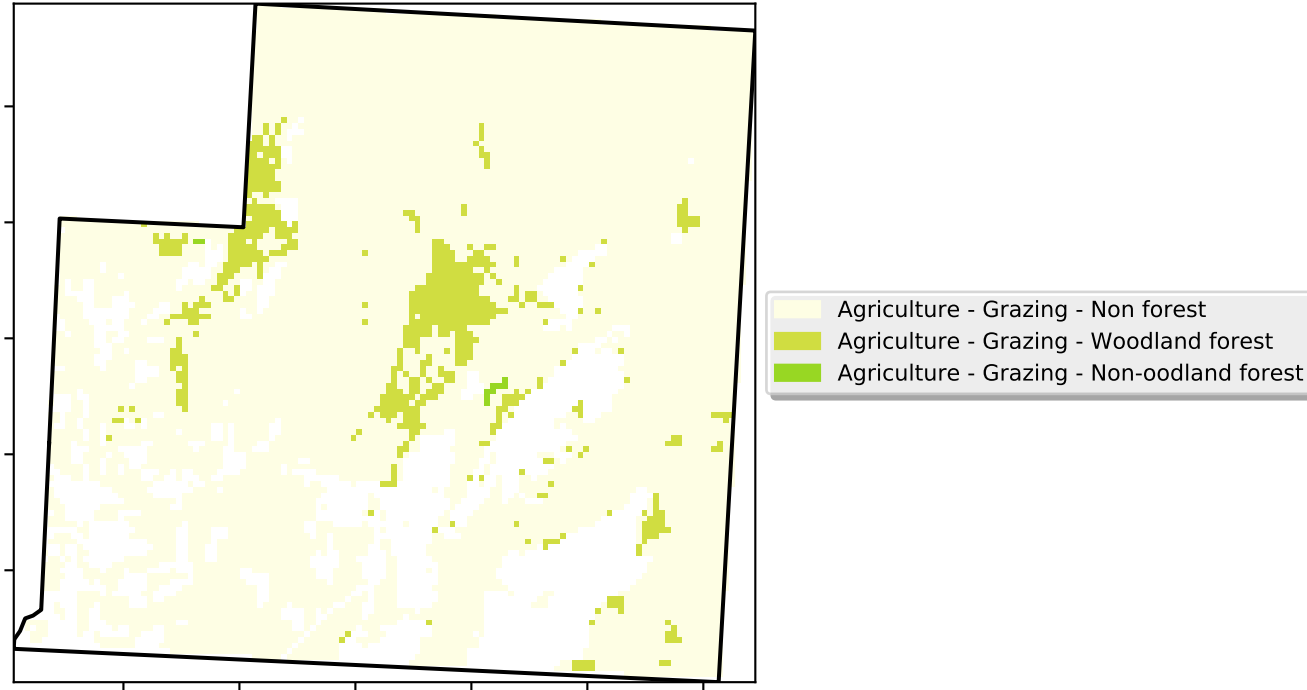 Agriculture - Grazing - Non forest
Agriculture - Grazing - Woodland forest
Agriculture - Grazing - Non-oodland forest